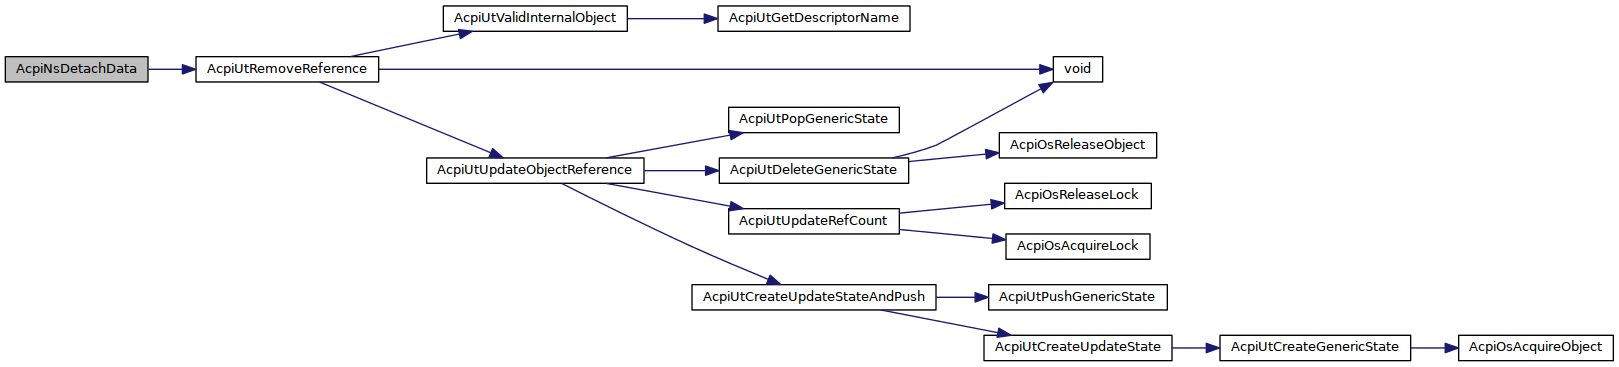 AcpiUtValidInternalObject
AcpiUtGetDescriptorName
AcpiNsDetachData
AcpiUtRemoveReference
void
AcpiUtPopGenericState
AcpiOsReleaseObject
AcpiUtUpdateObjectReference
AcpiUtDeleteGenericState
AcpiOsReleaseLock
AcpiUtUpdateRefCount
AcpiOsAcquireLock
AcpiUtCreateUpdateStateAndPush
AcpiUtPushGenericState
AcpiUtCreateUpdateState
AcpiUtCreateGenericState
AcpiOsAcquireObject